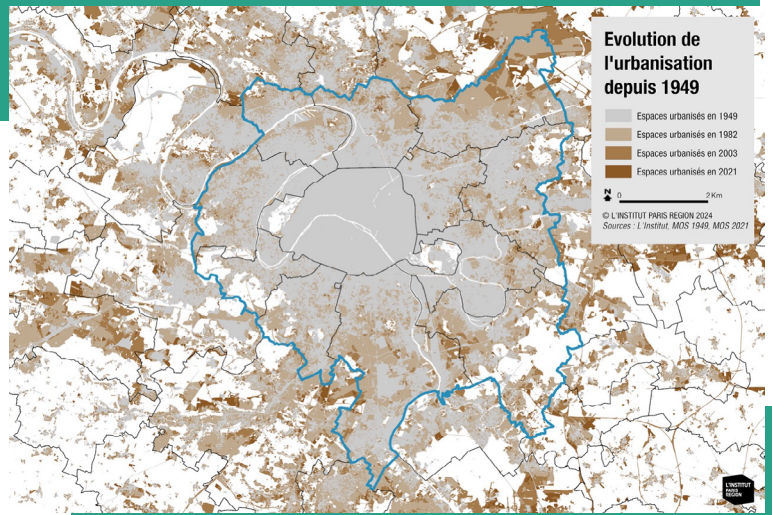 Evolution de
l'urbanisation
depuis 1949
Espaces urbanisés en 1949
Espaces urbanisés en 1982
Espaces urbanisés en 2003
Espaces urbanisés en 2021
N
0 2 Km
© L'INSTITUT PARIS REGION 2024
Sources : L'Institut, MOS 1949, MOS 2021
L'INSTITUT
PARIS
REGION